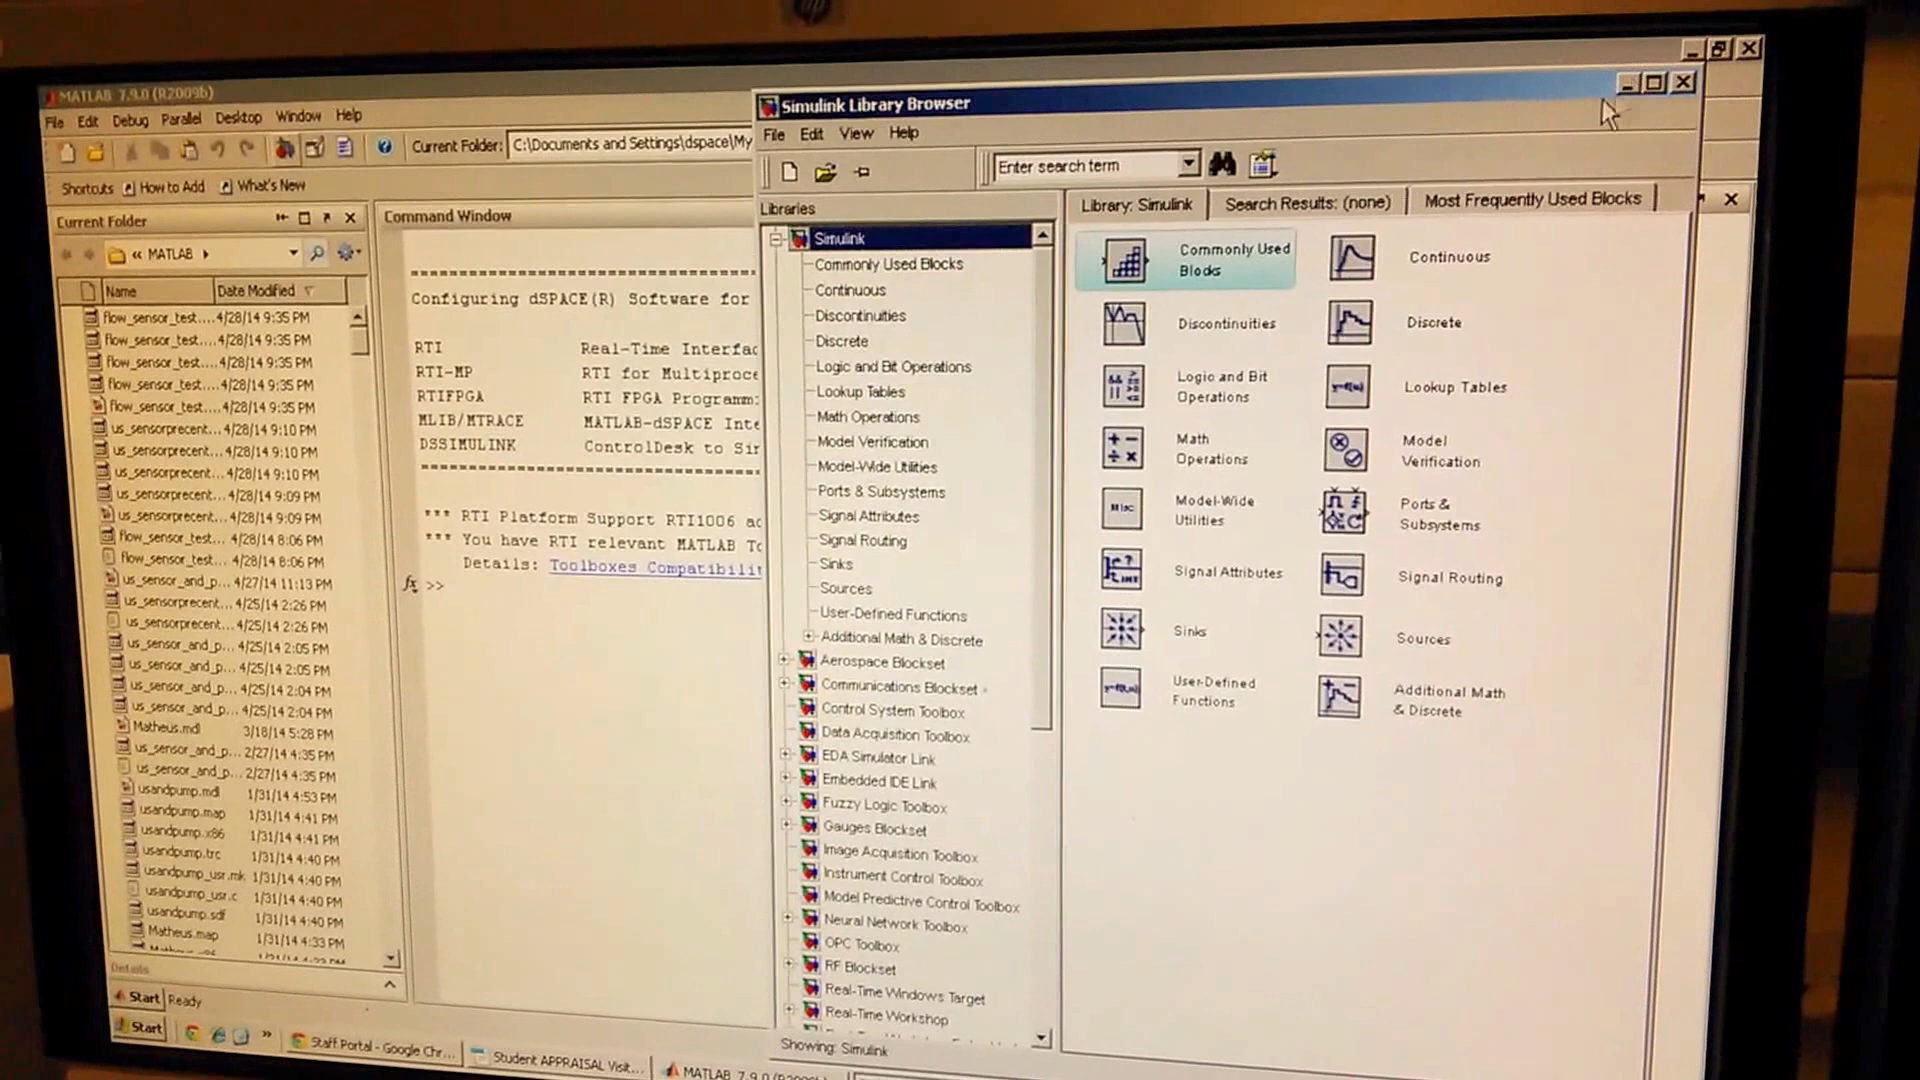 MATLAB 7.9.0 (R2009b)
File Edit Debug Parallel Desktop Window Help
Current Folder: C:\Documents and Settings\dspace\My
Shortcuts How to Add What's New
Current Folder
« MATLAB
Name Date Modified
flow_sensor_test.... 4/28/14 9:35 PM
flow_sensor_test.... 4/28/14 9:35 PM
flow_sensor_test.... 4/28/14 9:35 PM
flow_sensor_test.... 4/28/14 9:35 PM
flow_sensor_test.... 4/28/14 9:35 PM
us_sensorprecent... 4/28/14 9:10 PM
us_sensorprecent... 4/28/14 9:10 PM
us_sensorprecent... 4/28/14 9:10 PM
us_sensorprecent... 4/28/14 9:09 PM
us_sensorprecent... 4/28/14 9:09 PM
flow_sensor_test... 4/28/14 8:06 PM
flow_sensor_test... 4/28/14 8:06 PM
us_sensor_and_p... 4/27/14 11:13 PM
us_sensorprecent... 4/25/14 2:26 PM
us_sensorprecent... 4/25/14 2:26 PM
us_sensor_and_p... 4/25/14 2:05 PM
us_sensor_and_p... 4/25/14 2:05 PM
us_sensor_and_p... 4/25/14 2:04 PM
us_sensor_and_p... 4/25/14 2:04 PM
Matheus.mdl 3/18/14 5:28 PM
us_sensor_and_p... 2/27/14 4:35 PM
us_sensor_and_p... 2/27/14 4:35 PM
usandpump.mdl 1/31/14 4:53 PM
usandpump.map 1/31/14 4:41 PM
usandpump.x86 1/31/14 4:41 PM
usandpump.trc 1/31/14 4:40 PM
usandpump_usr.mk 1/31/14 4:40 PM
usandpump_usr.c 1/31/14 4:40 PM
usandpump.sdf 1/31/14 4:40 PM
Matheus.map 1/31/14 4:33 PM
Details
Start Ready
Command Window
Configuring dSPACE(R) Software for
RTI Real-Time Interfac
RTI-MP RTI for Multiproce
RTIFPGA RTI FPGA Programm
MLIB/MTRACE MATLAB-dSPACE Inte
DSSIMULINK ControlDesk to Sim
*** RTI Platform Support RTI1006 ac
*** You have RTI relevant MATLAB To
Details: Toolboxes Compatibilit
fx >>
Simulink Library Browser
File Edit View Help
Enter search term
Libraries
Simulink
Commonly Used Blocks
Continuous
Discontinuities
Discrete
Logic and Bit Operations
Lookup Tables
Math Operations
Model Verification
Model-Wide Utilities
Ports & Subsystems
Signal Attributes
Signal Routing
Sinks
Sources
User-Defined Functions
Additional Math & Discrete
Aerospace Blockset
Communications Blockset
Control System Toolbox
Data Acquisition Toolbox
EDA Simulator Link
Embedded IDE Link
Fuzzy Logic Toolbox
Gauges Blockset
Image Acquisition Toolbox
Instrument Control Toolbox
Model Predictive Control Toolbox
Neural Network Toolbox
OPC Toolbox
RF Blockset
Real-Time Windows Target
Real-Time Workshop
Showing: Simulink
Library: Simulink Search Results: (none) Most Frequently Used Blocks
Commonly Used
Blocks
Continuous
Discontinuities
Discrete
Logic and Bit
Operations
Lookup Tables
Math
Operations
Model
Verification
Misc
Model-Wide
Utilities
Ports &
Subsystems
Signal Attributes
Signal Routing
Sinks
Sources
User-Defined
Functions
Additional Math
& Discrete
Start » Staff Portal - Google Chr... Student APPRAISAL Visit... MATLAB 7.9.0 (R2009b)